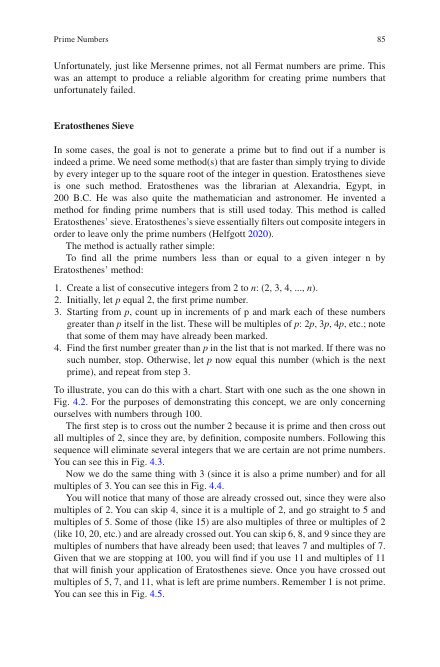 Prime Numbers 85
Unfortunately, just like Mersenne primes, not all Fermat numbers are prime. This
was an attempt to produce a reliable algorithm for creating prime numbers that
unfortunately failed.
Eratosthenes Sieve
In some cases, the goal is not to generate a prime but to find out if a number is
indeed a prime. We need some method(s) that are faster than simply trying to divide
by every integer up to the square root of the integer in question. Eratosthenes sieve
is one such method. Eratosthenes was the librarian at Alexandria, Egypt, in
200 B.C. He was also quite the mathematician and astronomer. He invented a
method for finding prime numbers that is still used today. This method is called
Eratosthenes' sieve. Eratosthenes's sieve essentially filters out composite integers in
order to leave only the prime numbers (Helfgott 2020).
The method is actually rather simple:
To find all the prime numbers less than or equal to a given integer n by
Eratosthenes' method:
1. Create a list of consecutive integers from 2 to n: (2, 3, 4, ..., n).
2. Initially, let p equal 2, the first prime number.
3. Starting from p, count up in increments of p and mark each of these numbers
greater than p itself in the list. These will be multiples of p: 2p, 3p, 4p, etc.; note
that some of them may have already been marked.
4. Find the first number greater than p in the list that is not marked. If there was no
such number, stop. Otherwise, let p now equal this number (which is the next
prime), and repeat from step 3.
To illustrate, you can do this with a chart. Start with one such as the one shown in
Fig. 4.2. For the purposes of demonstrating this concept, we are only concerning
ourselves with numbers through 100.
The first step is to cross out the number 2 because it is prime and then cross out
all multiples of 2, since they are, by definition, composite numbers. Following this
sequence will eliminate several integers that we are certain are not prime numbers.
You can see this in Fig. 4.3.
Now we do the same thing with 3 (since it is also a prime number) and for all
multiples of 3. You can see this in Fig. 4.4.
You will notice that many of those are already crossed out, since they were also
multiples of 2. You can skip 4, since it is a multiple of 2, and go straight to 5 and
multiples of 5. Some of those (like 15) are also multiples of three or multiples of 2
(like 10, 20, etc.) and are already crossed out. You can skip 6, 8, and 9 since they are
multiples of numbers that have already been used; that leaves 7 and multiples of 7.
Given that we are stopping at 100, you will find if you use 11 and multiples of 11
that will finish your application of Eratosthenes sieve. Once you have crossed out
multiples of 5, 7, and 11, what is left are prime numbers. Remember 1 is not prime.
You can see this in Fig. 4.5.